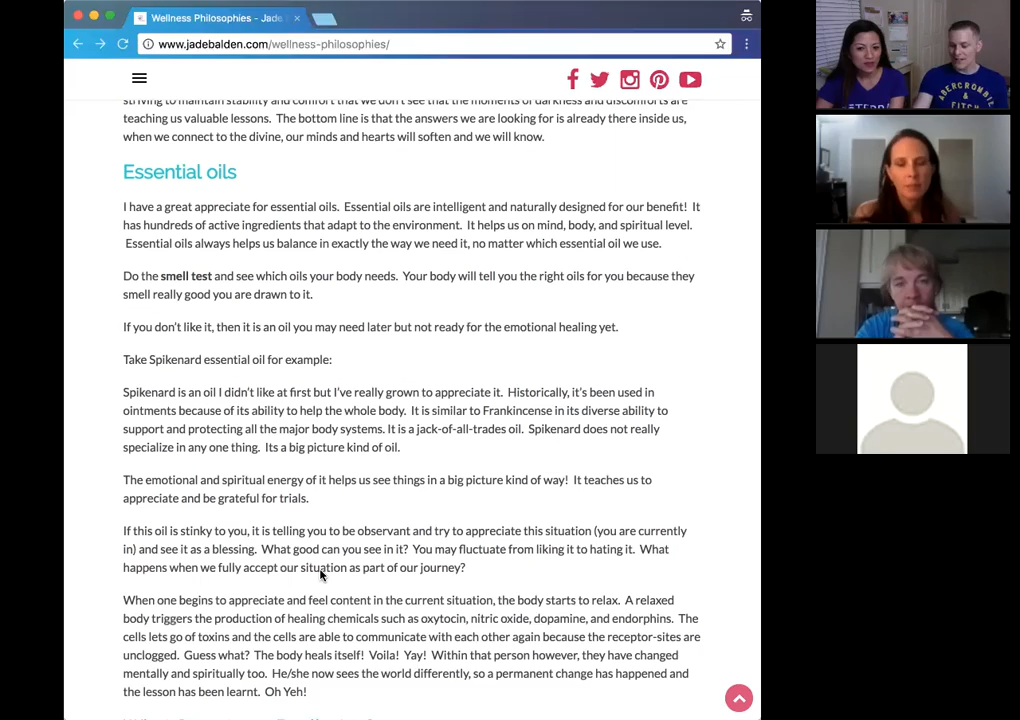 Wellness Philosophies - Jade
www.jadebalden.com/wellness-philosophies/
striving to maintain stability and comfort that we don't see that the moments of darkness and discomforts are
teaching us valuable lessons. The bottom line is that the answers we are looking for is already there inside us,
when we connect to the divine, our minds and hearts will soften and we will know.
Essential oils
I have a great appreciate for essential oils. Essential oils are intelligent and naturally designed for our benefit! It
has hundreds of active ingredients that adapt to the environment. It helps us on mind, body, and spiritual level.
Essential oils always helps us balance in exactly the way we need it, no matter which essential oil we use.
Do the smell test and see which oils your body needs. Your body will tell you the right oils for you because they
smell really good you are drawn to it.
If you don't like it, then it is an oil you may need later but not ready for the emotional healing yet.
Take Spikenard essential oil for example:
Spikenard is an oil I didn't like at first but I've really grown to appreciate it. Historically, it's been used in
ointments because of its ability to help the whole body. It is similar to Frankincense in its diverse ability to
support and protecting all the major body systems. It is a jack-of-all-trades oil. Spikenard does not really
specialize in any one thing. Its a big picture kind of oil.
The emotional and spiritual energy of it helps us see things in a big picture kind of way! It teaches us to
appreciate and be grateful for trials.
If this oil is stinky to you, it is telling you to be observant and try to appreciate this situation (you are currently
in) and see it as a blessing. What good can you see in it? You may fluctuate from liking it to hating it. What
happens when we fully accept our situation as part of our journey?
When one begins to appreciate and feel content in the current situation, the body starts to relax. A relaxed
body triggers the production of healing chemicals such as oxytocin, nitric oxide, dopamine, and endorphins. The
cells lets go of toxins and the cells are able to communicate with each other again because the receptor-sites are
unclogged. Guess what? The body heals itself! Voila! Yay! Within that person however, they have changed
mentally and spiritually too. He/she now sees the world differently, so a permanent change has happened and
the lesson has been learnt. Oh Yeh!
ABERCROMBIE
& FITCH